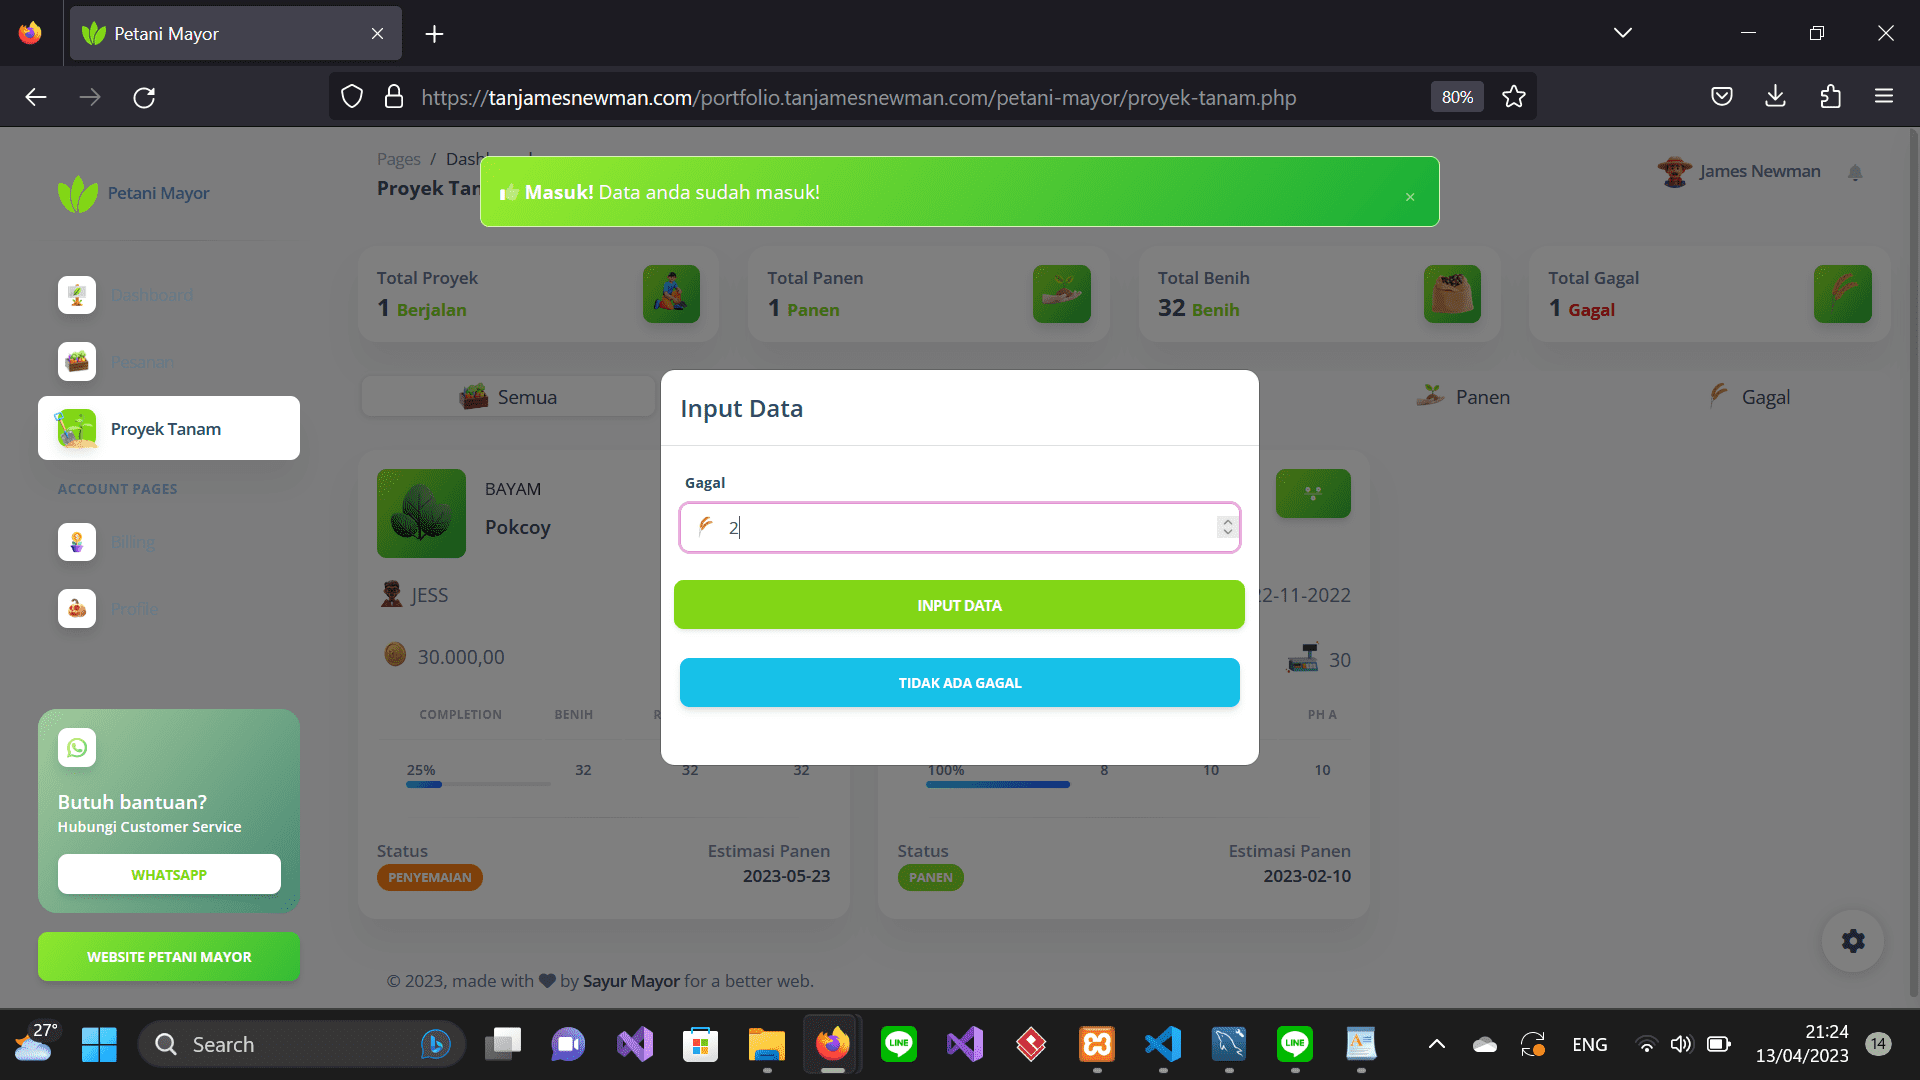 Petani Mayor
https://tanjamesnewman.com/portfolio.tanjamesnewman.com/petani-mayor/proyek-tanam.php
80%
Petani Mayor
Pages / Dashboard
Proyek Tan
Masuk! Data anda sudah masuk!
×
James Newman
Total Proyek
1 Berjalan
Total Panen
1 Panen
Total Benih
32 Benih
Total Gagal
1 Gagal
Dashboard
Pesanan
Proyek Tanam
ACCOUNT PAGES
Billing
Profile
Semua
Panen
Gagal
Input Data
Gagal
2
INPUT DATA
TIDAK ADA GAGAL
BAYAM
Pokcoy
JESS
22-11-2022
30.000,00
30
COMPLETION BENIH R
PH A
25% 32 32 32
100% 8 10 10
Status Estimasi Panen
PENYEMAIAN 2023-05-23
Status Estimasi Panen
PANEN 2023-02-10
Butuh bantuan?
Hubungi Customer Service
WHATSAPP
WEBSITE PETANI MAYOR
© 2023, made with by Sayur Mayor for a better web.
27°
Search
LINE
LINE
ENG
21:24
13/04/2023
14